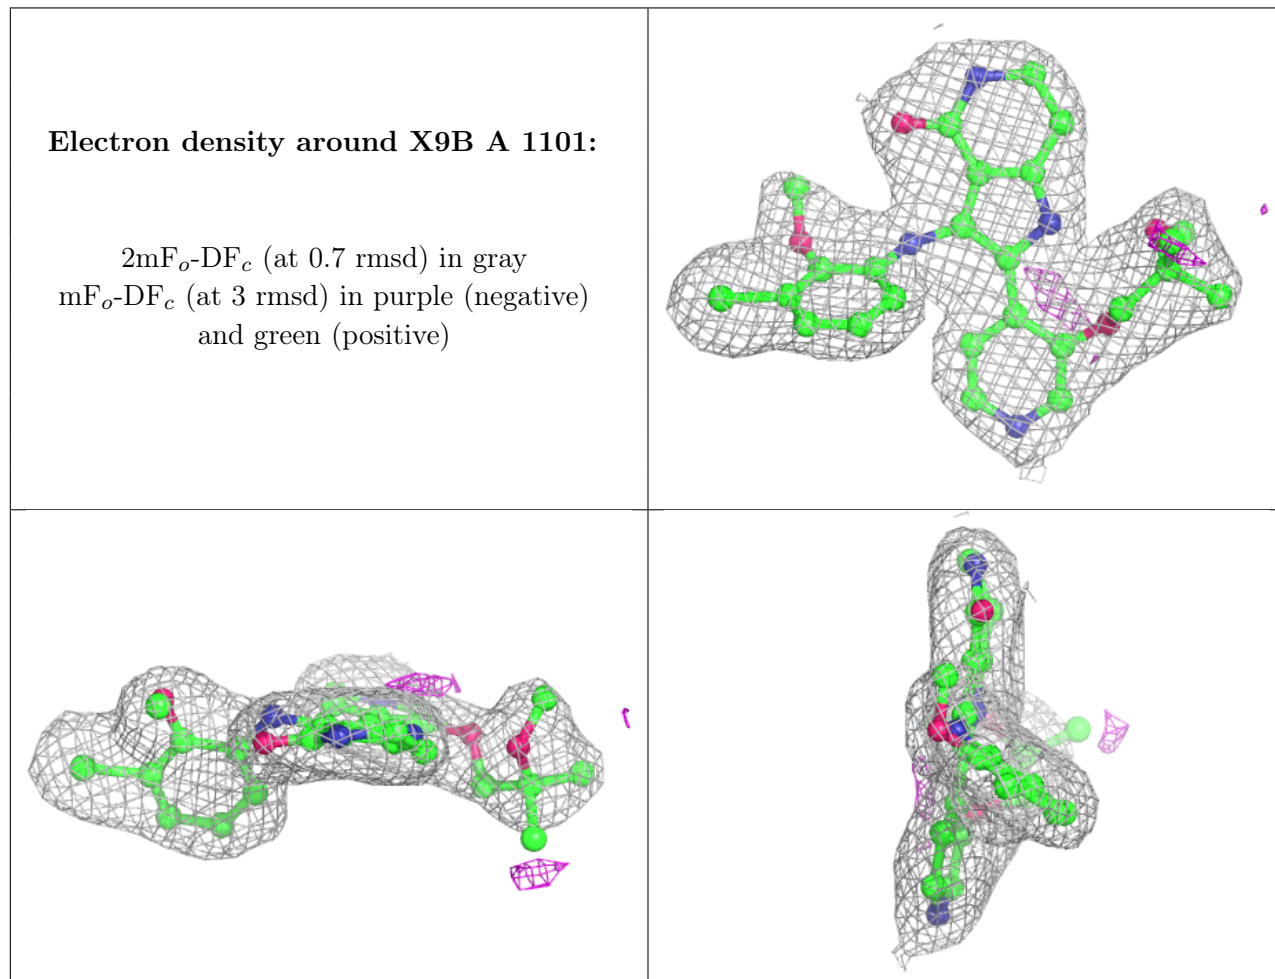 Electron density around X9B A 1101:
2mFo-DFc (at 0.7 rmsd) in gray
mFo-DFc (at 3 rmsd) in purple (negative)
and green (positive)